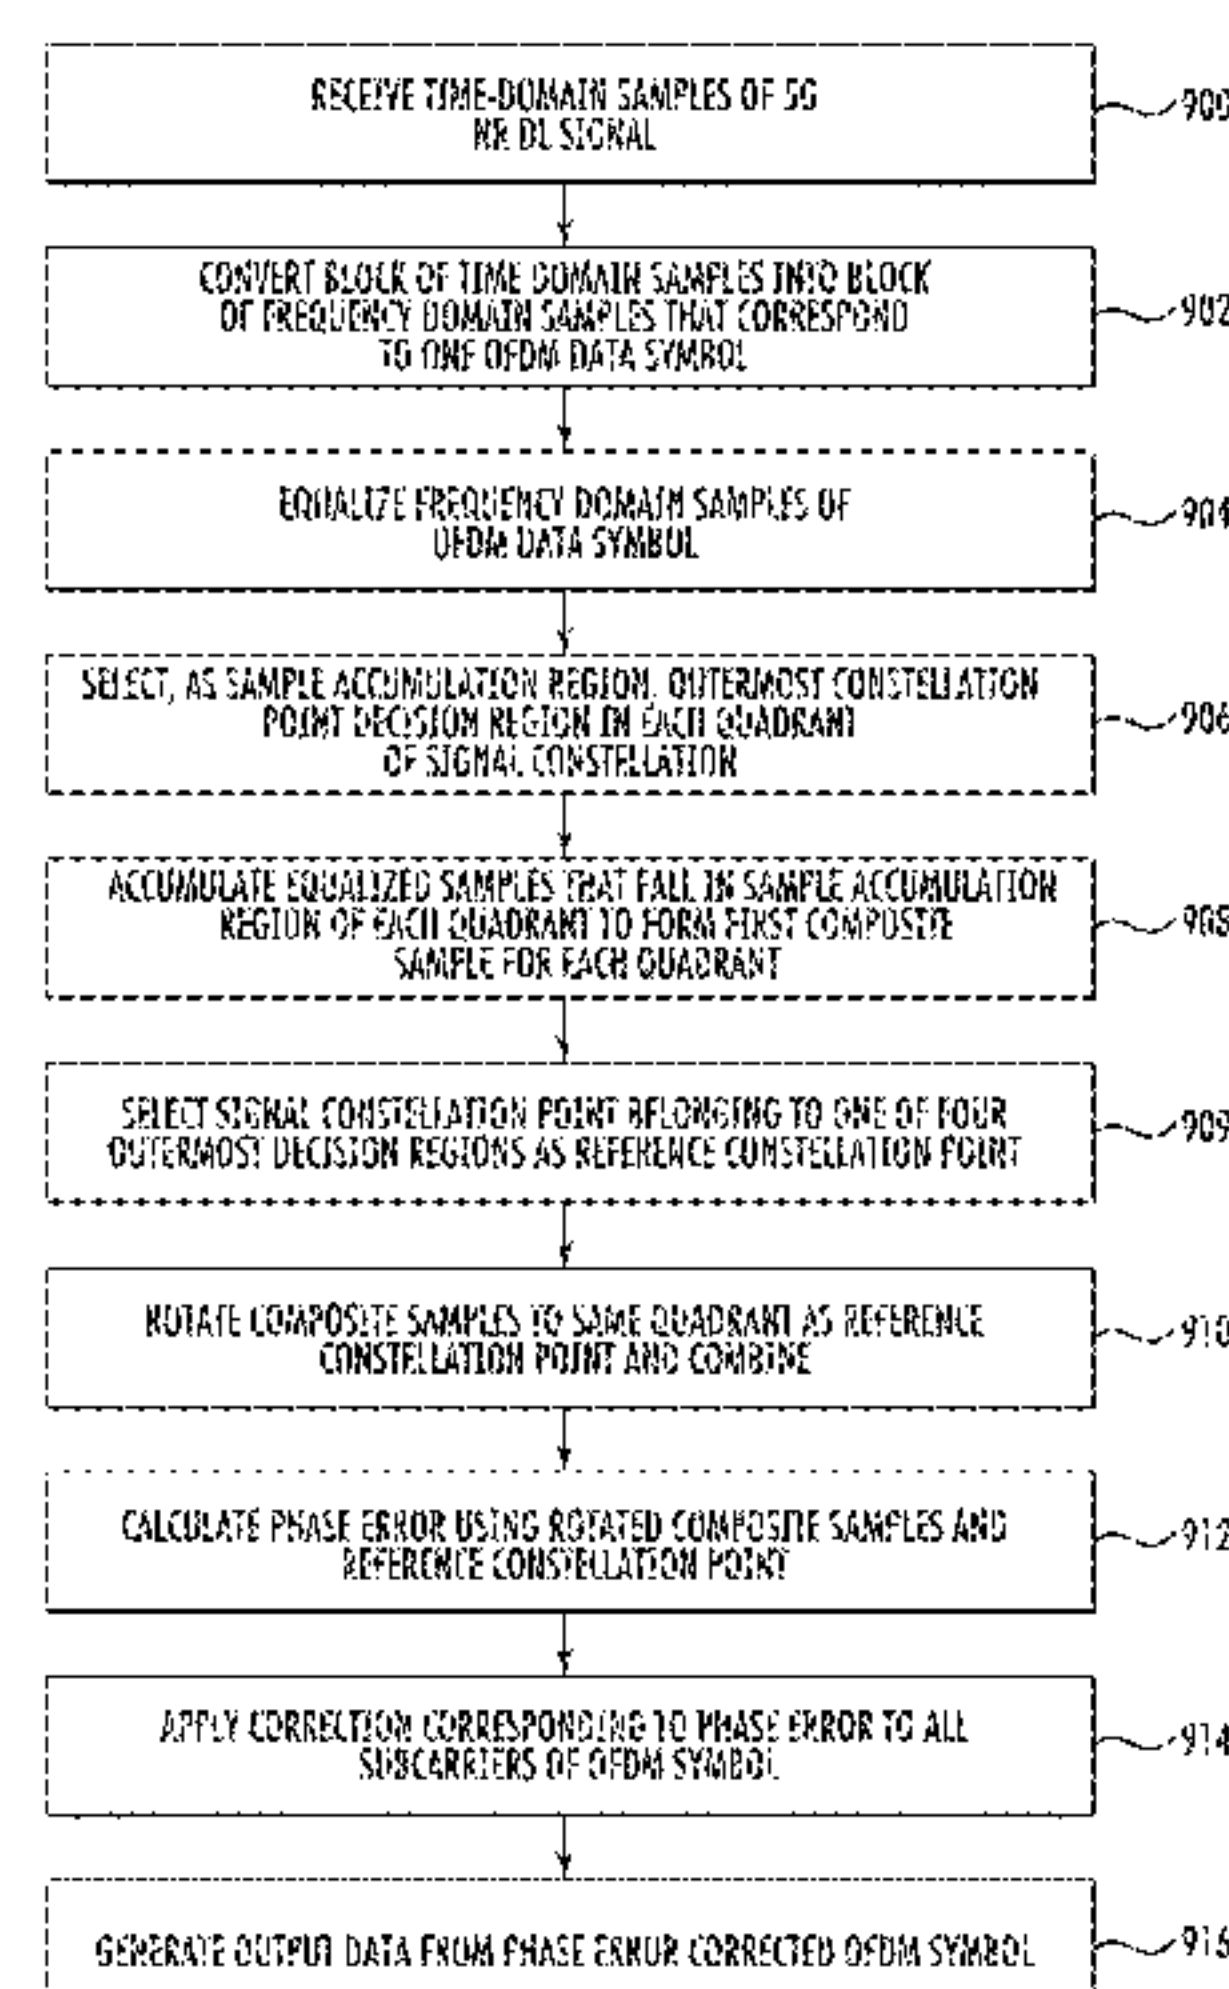 RECEIVE TIME-DOMAIN SAMPLES OF 5G
NR DL SIGNAL
900
CONVERT BLOCK OF TIME DOMAIN SAMPLES INTO BLOCK
OF FREQUENCY DOMAIN SAMPLES THAT CORRESPOND
TO ONE OFDM DATA SYMBOL
902
EQUALIZE FREQUENCY DOMAIN SAMPLES OF
OFDM DATA SYMBOL
904
SELECT, AS SAMPLE ACCUMULATION REGION, OUTERMOST CONSTELLATION
POINT DECISION REGION IN EACH QUADRANT
OF SIGNAL CONSTELLATION
906
ACCUMULATE EQUALIZED SAMPLES THAT FALL IN SAMPLE ACCUMULATION
REGION OF EACH QUADRANT TO FORM FIRST COMPOSITE
SAMPLE FOR EACH QUADRANT
908
SELECT SIGNAL CONSTELLATION POINT BELONGING TO ONE OF FOUR
OUTERMOST DECISION REGIONS AS REFERENCE CONSTELLATION POINT
909
ROTATE COMPOSITE SAMPLES TO SAME QUADRANT AS REFERENCE
CONSTELLATION POINT AND COMBINE
910
CALCULATE PHASE ERROR USING ROTATED COMPOSITE SAMPLES AND
REFERENCE CONSTELLATION POINT
912
APPLY CORRECTION CORRESPONDING TO PHASE ERROR TO ALL
SUBCARRIERS OF OFDM SYMBOL
914
GENERATE OUTPUT DATA FROM PHASE ERROR CORRECTED OFDM SYMBOL
916